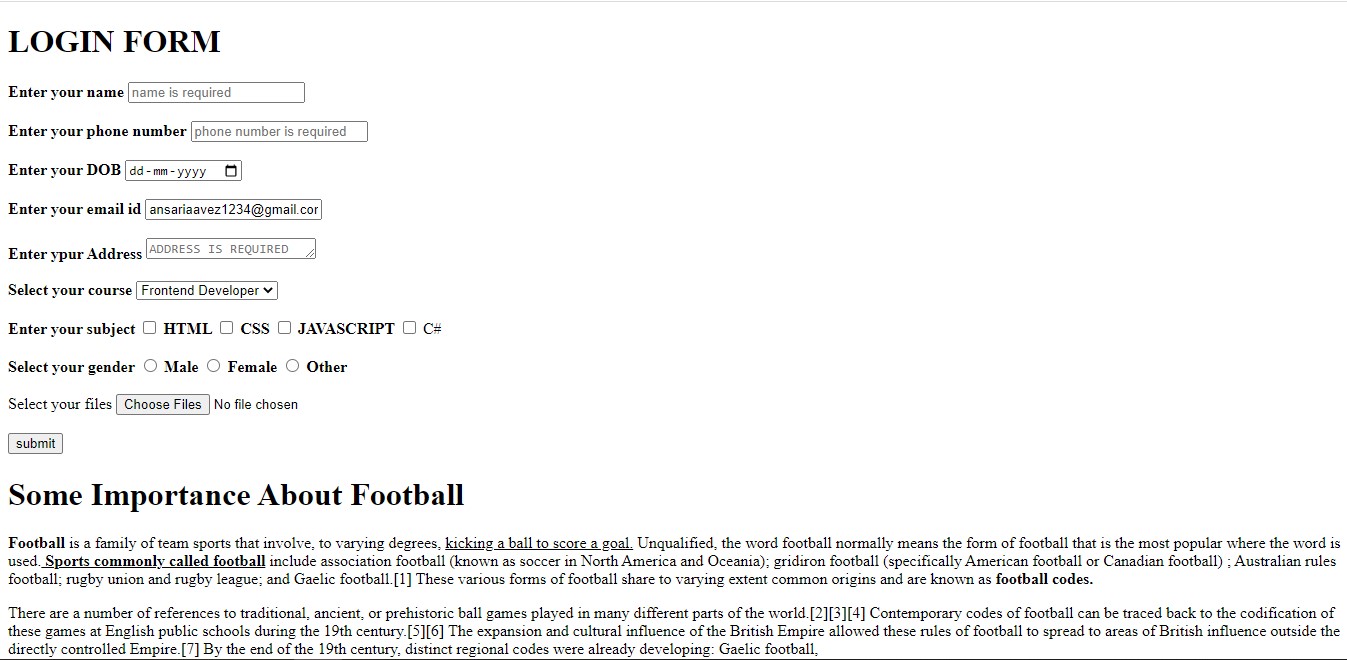 LOGIN FORM
Enter your name name is required
Enter your phone number phone number is required
Enter your DOB dd-mm-yyyy
Enter your email id ansariaavez1234@gmail.cor
Enter ypur Address ADDRESS IS REQUIRED
Select your course Frontend Developer
Enter your subject HTML CSS JAVASCRIPT C#
Select your gender Male Female Other
Select your files Choose Files No file chosen
submit
Some Importance About Football
Football is a family of team sports that involve, to varying degrees, kicking a ball to score a goal. Unqualified, the word football normally means the form of football that is the most popular where the word is
used. Sports commonly called football include association football (known as soccer in North America and Oceania); gridiron football (specifically American football or Canadian football) ; Australian rules
football; rugby union and rugby league; and Gaelic football.[1] These various forms of football share to varying extent common origins and are known as football codes.
There are a number of references to traditional, ancient, or prehistoric ball games played in many different parts of the world.[2][3][4] Contemporary codes of football can be traced back to the codification of
these games at English public schools during the 19th century.[5][6] The expansion and cultural influence of the British Empire allowed these rules of football to spread to areas of British influence outside the
directly controlled Empire.[7] By the end of the 19th century, distinct regional codes were already developing: Gaelic football,